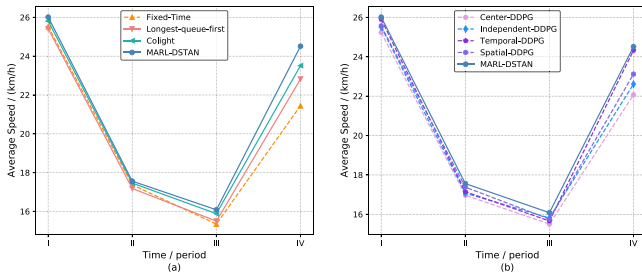 26
24
22
20
18
16
Average Speed / (km/h)
I
II
III
IV
Time / period
(a)
Fixed-Time
Longest-queue-first
Colight
MARL-DSTAN
26
24
22
20
18
16
Average Speed / (km/h)
I
II
III
IV
Time / period
(b)
Center-DDPG
Independent-DDPG
Temporal-DDPG
Spatial-DDPG
MARL-DSTAN